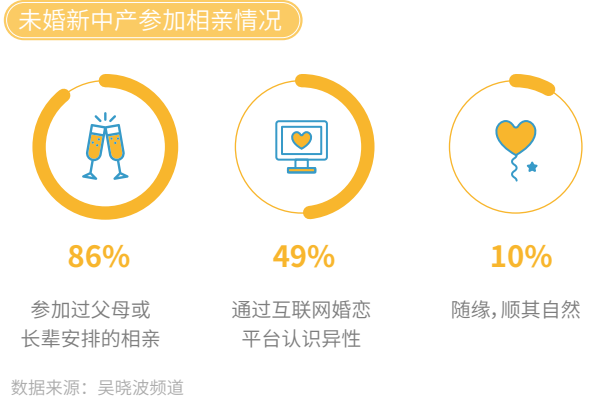 未婚新中产参加相亲情况
86%
49%
10%
参加过父母或
长辈安排的相亲
通过互联网婚恋
平台认识异性
随缘，顺其自然
数据来源：吴晓波频道